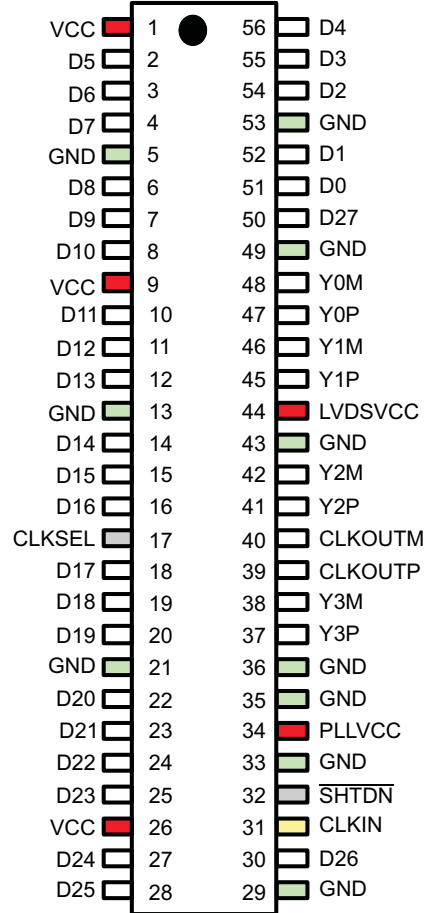 VCC 1 56 D4
D5 2 55 D3
D6 3 54 D2
D7 4 53 GND
GND 5 52 D1
D8 6 51 D0
D9 7 50 D27
D10 8 49 GND
VCC 9 48 Y0M
D11 10 47 Y0P
D12 11 46 Y1M
D13 12 45 Y1P
GND 13 44 LVDSVCC
D14 14 43 GND
D15 15 42 Y2M
D16 16 41 Y2P
CLKSEL 17 40 CLKOUTM
D17 18 39 CLKOUTP
D18 19 38 Y3M
D19 20 37 Y3P
GND 21 36 GND
D20 22 35 GND
D21 23 34 PLLVCC
D22 24 33 GND
D23 25 32 SHTDN
VCC 26 31 CLKIN
D24 27 30 D26
D25 28 29 GND